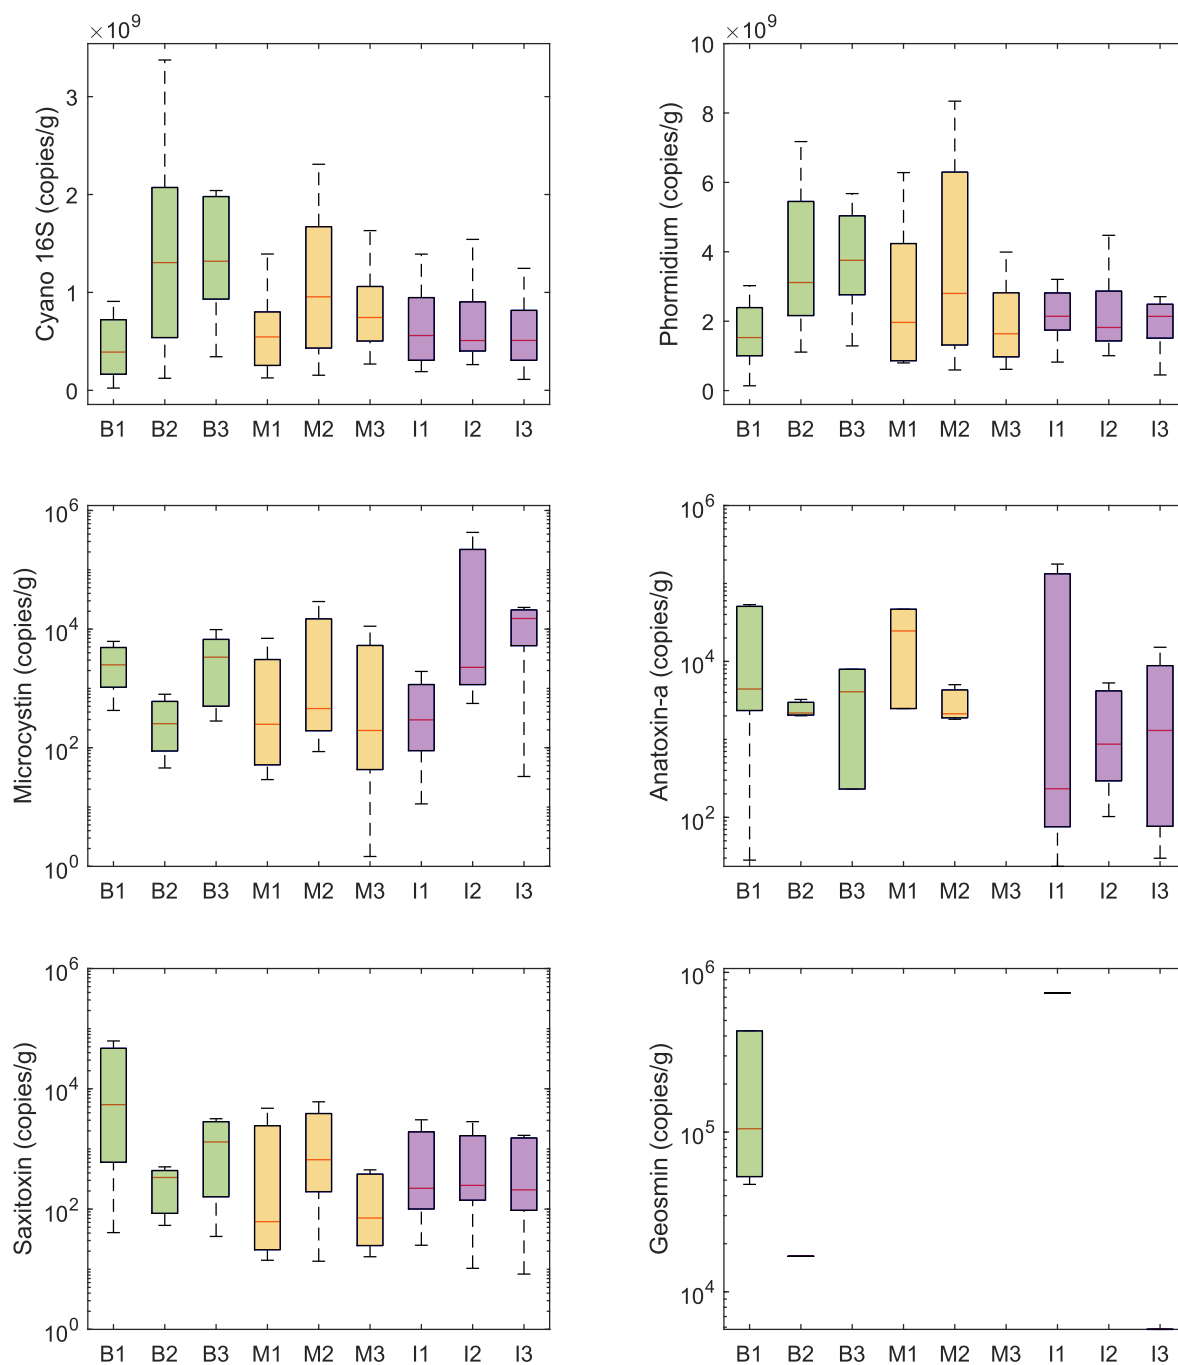 ×10^9
Cyano 16S (copies/g)
3
2
1
0
B1 B2 B3 M1 M2 M3 I1 I2 I3
×10^9
Phormidium (copies/g)
10
8
6
4
2
0
B1 B2 B3 M1 M2 M3 I1 I2 I3
Microcystin (copies/g)
10^6
10^4
10^2
10^0
B1 B2 B3 M1 M2 M3 I1 I2 I3
Anatoxin-a (copies/g)
10^6
10^4
10^2
B1 B2 B3 M1 M2 M3 I1 I2 I3
Saxitoxin (copies/g)
10^6
10^4
10^2
10^0
B1 B2 B3 M1 M2 M3 I1 I2 I3
Geosmin (copies/g)
10^6
10^5
10^4
B1 B2 B3 M1 M2 M3 I1 I2 I3